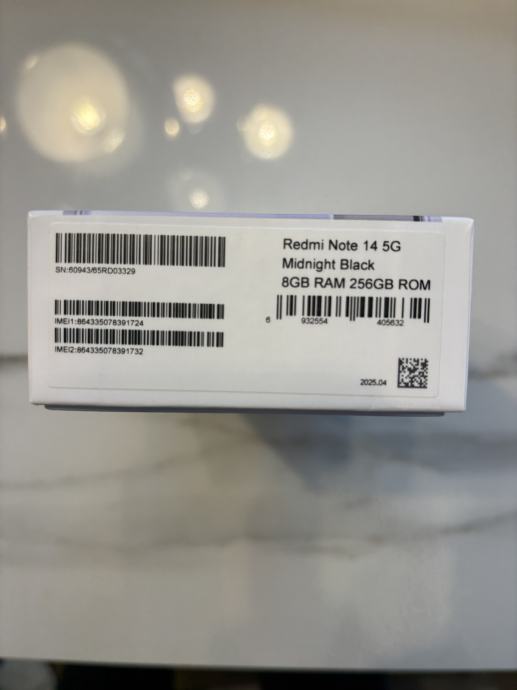 SN:60943/65RD03329
IMEI1:864335078391724
IMEI2:864335078391732
Redmi Note 14 5G
Midnight Black
8GB RAM 256GB ROM
6 932554 405632
2025.04